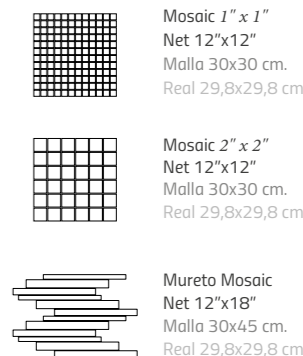 Mosaic 1" x 1"
Net 12"x12"
Malla 30x30 cm.
Real 29,8x29,8 cm
Mosaic 2" x 2"
Net 12"x12"
Malla 30x30 cm.
Real 29,8x29,8 cm
Mureto Mosaic
Net 12"x18"
Malla 30x45 cm.
Real 29,8x29,8 cm